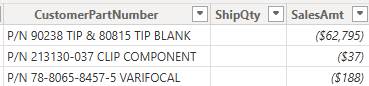 CustomerPartNumber ShipQty SalesAmt
P/N 90238 TIP & 80815 TIP BLANK ($62,795)
P/N 213130-037 CLIP COMPONENT ($37)
P/N 78-8065-8457-5 VARIFOCAL ($188)